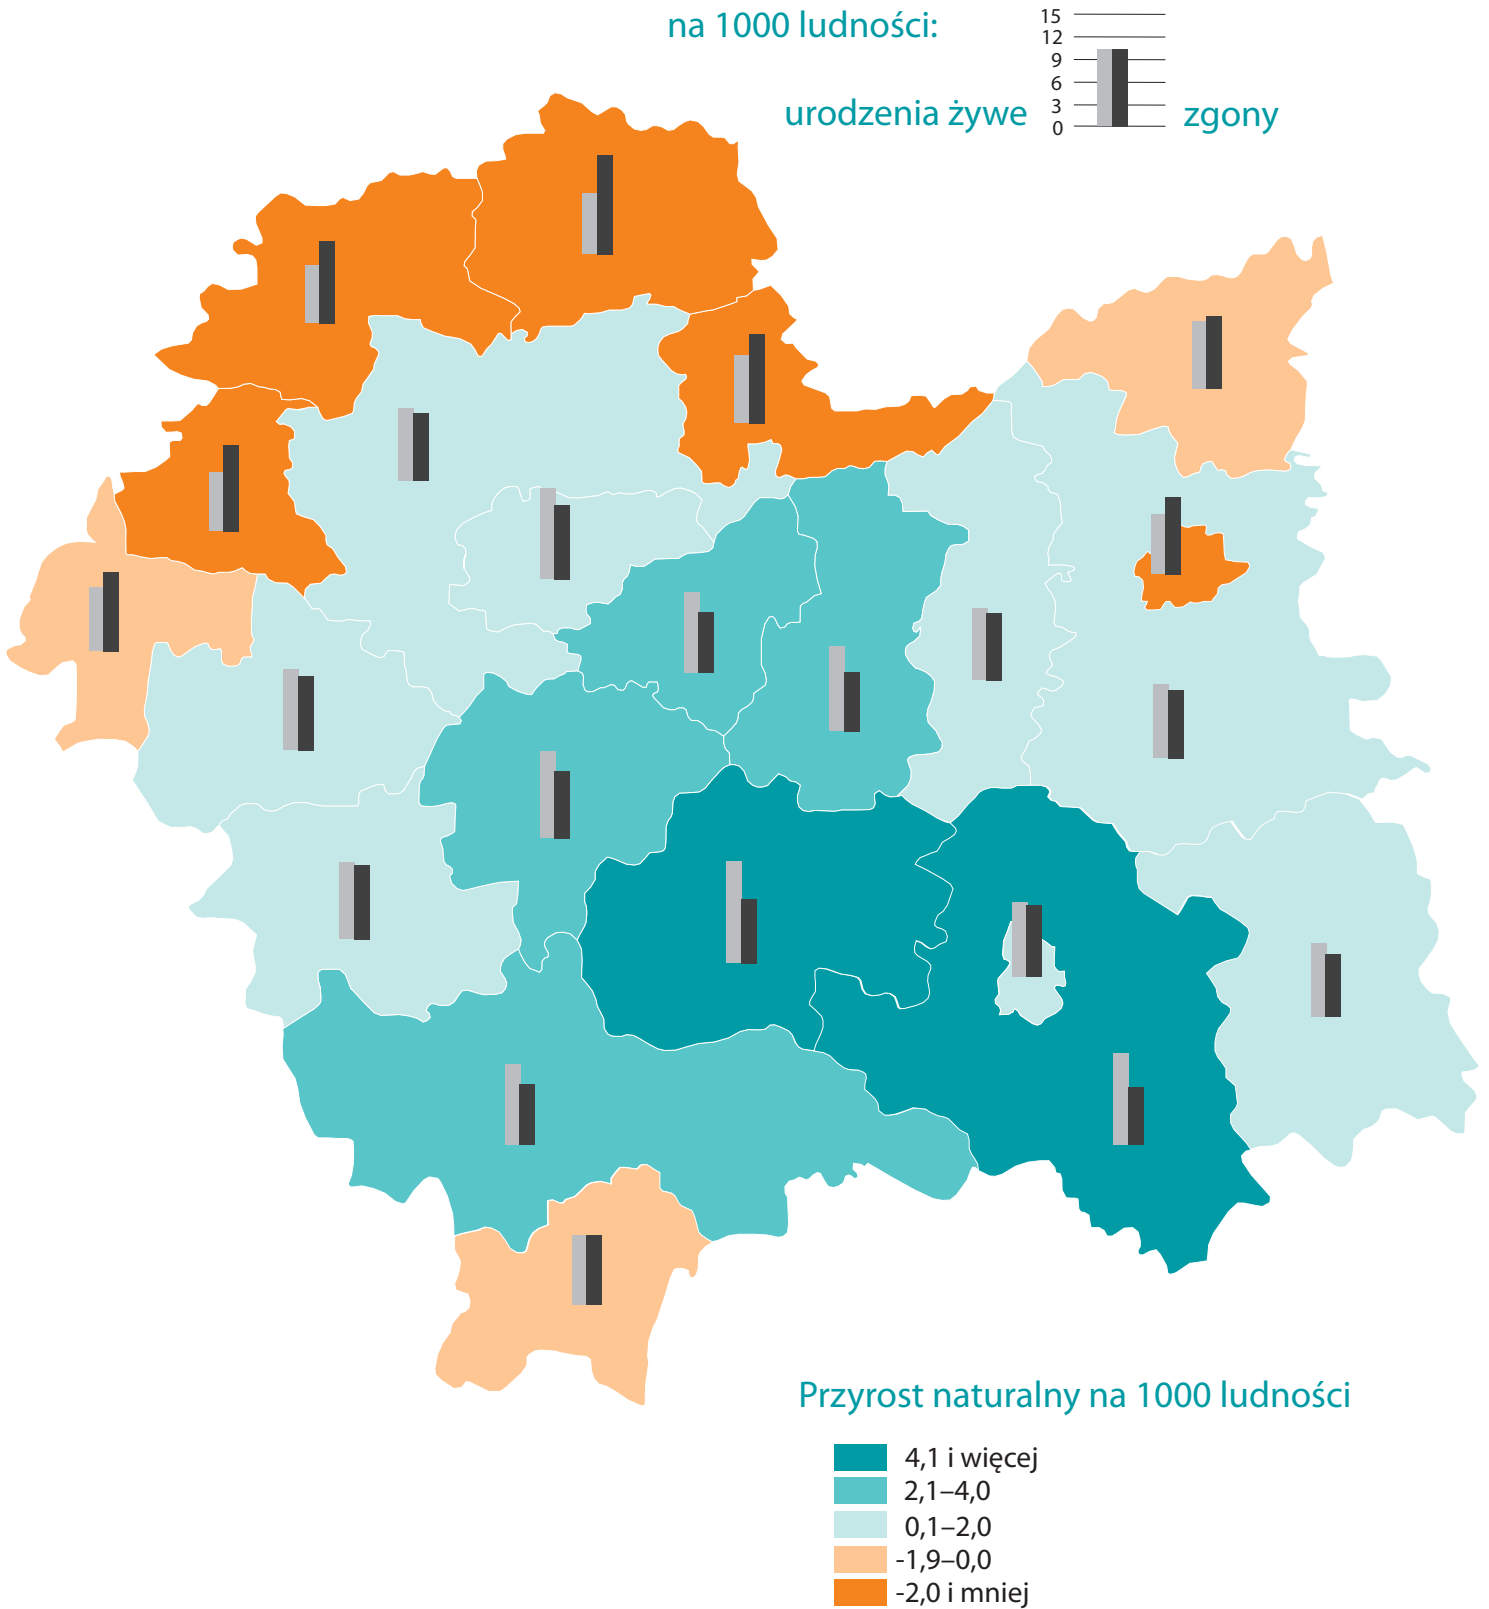 na 1000 ludności:
15
12
9
6
3
0
urodzenia żywe
zgony
Przyrost naturalny na 1000 ludności
4,1 i więcej
2,1–4,0
0,1–2,0
-1,9–0,0
-2,0 i mniej